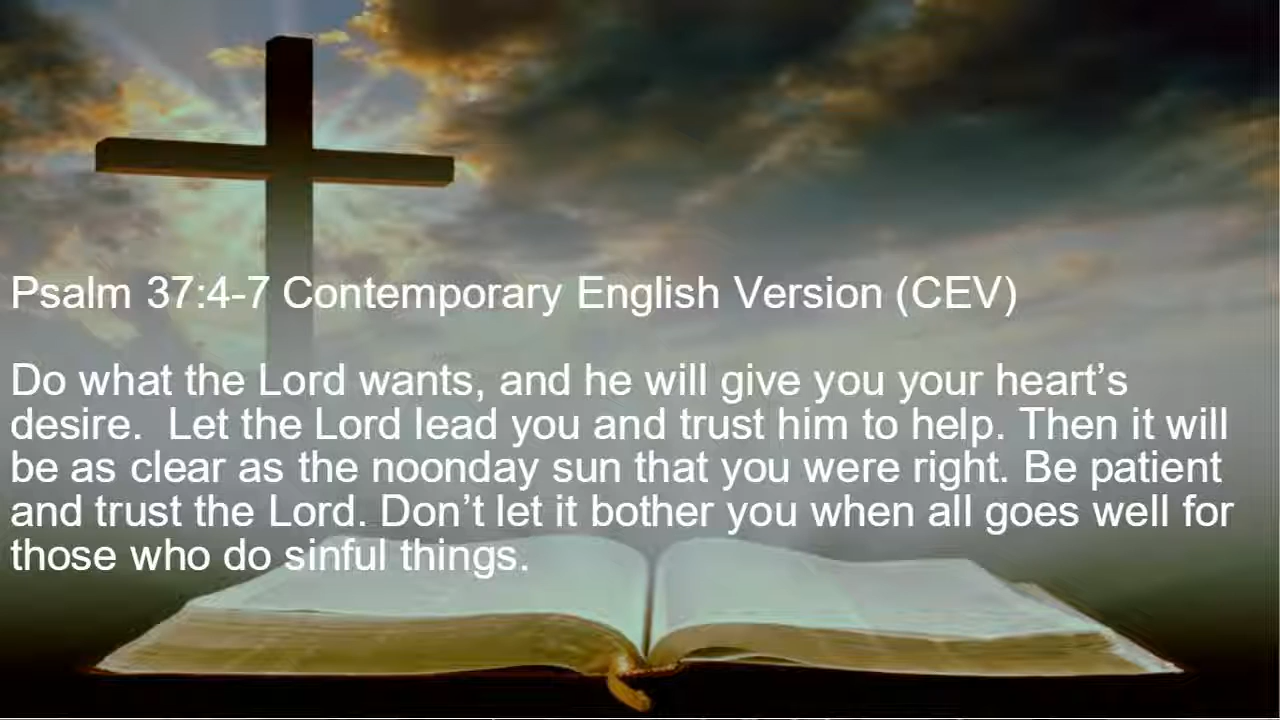 Psalm 37:4-7 Contemporary English Version (CEV)
Do what the Lord wants, and he will give you your heart’s
desire.  Let the Lord lead you and trust him to help. Then it will
be as clear as the noonday sun that you were right. Be patient
and trust the Lord. Don’t let it bother you when all goes well for
those who do sinful things.